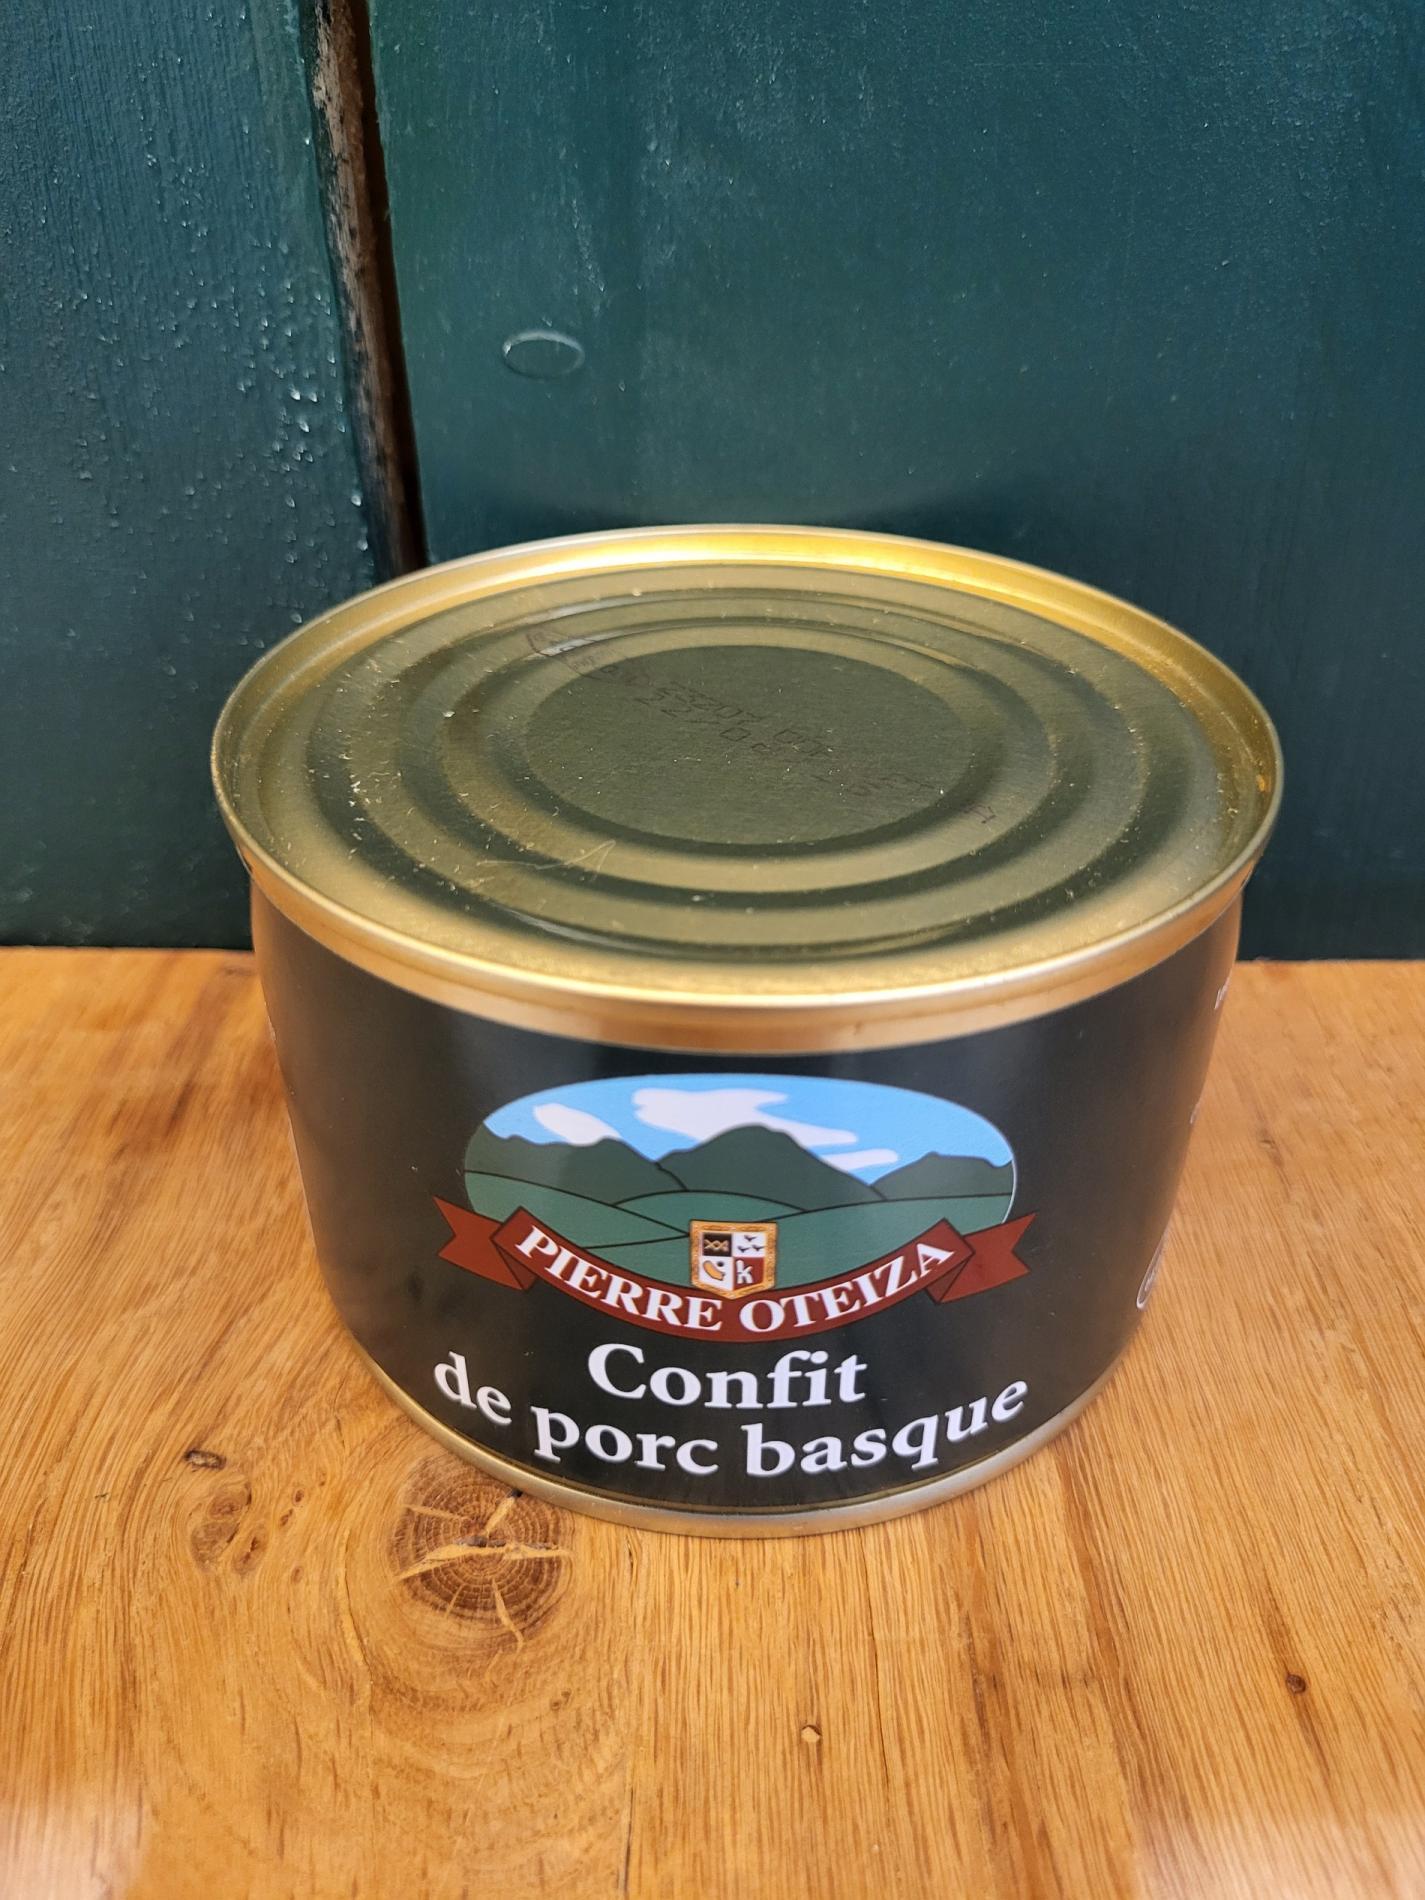 PIERRE OTEIZA
Confit
de porc basque